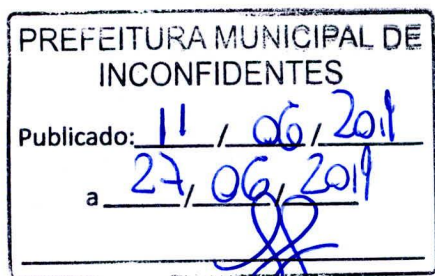 PREFEITURA MUNICIPAL DE
INCONFIDENTES
Publicado: 11 / 06 / 2019
a 27 / 06 / 2019